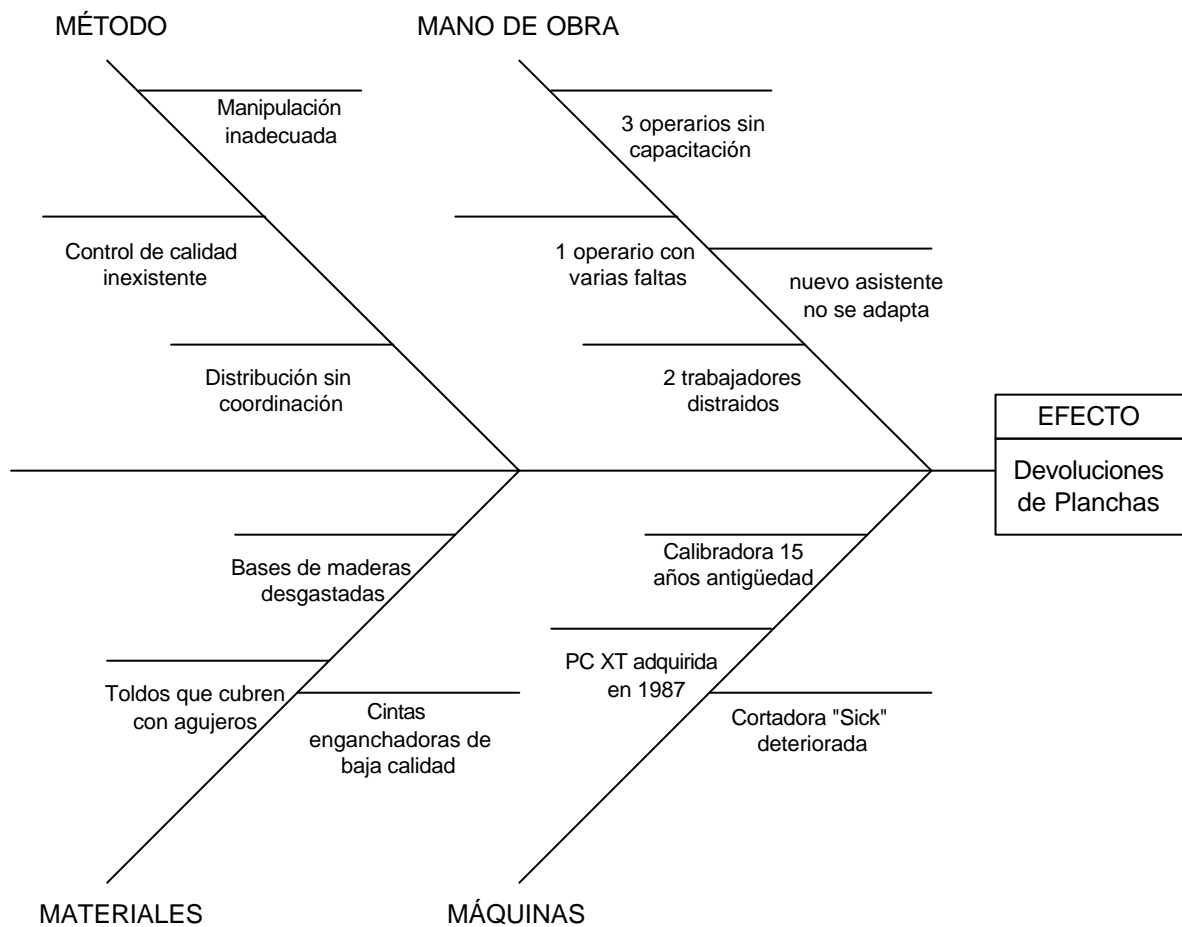 MÉTODO
MANO DE OBRA
Manipulación
inadecuada
3 operarios sin
capacitación
Control de calidad
inexistente
1 operario con
varias faltas
nuevo asistente
no se adapta
Distribución sin
coordinación
2 trabajadores
distraidos
EFECTO
Devoluciones
de Planchas
Bases de maderas
desgastadas
Calibradora 15
años antigüedad
Toldos que cubren
con agujeros
Cintas
enganchadoras de
baja calidad
PC XT adquirida
en 1987
Cortadora "Sick"
deteriorada
MATERIALES
MÁQUINAS